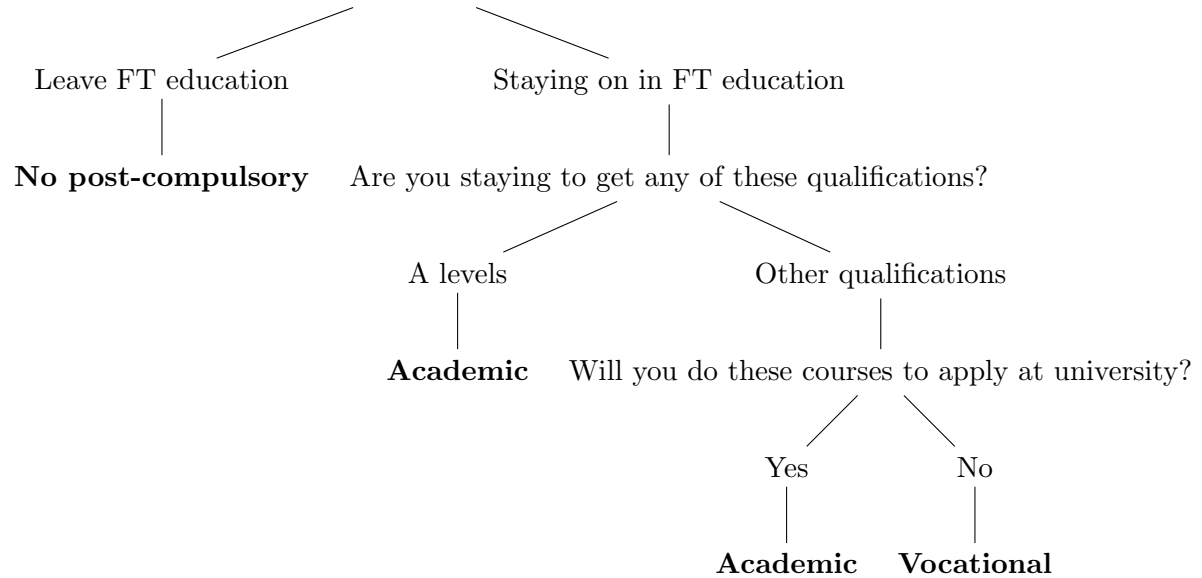 Leave FT education
Staying on in FT education
No post-compulsory
Are you staying to get any of these qualifications?
A levels
Other qualifications
Academic
Will you do these courses to apply at university?
Yes
No
Academic
Vocational